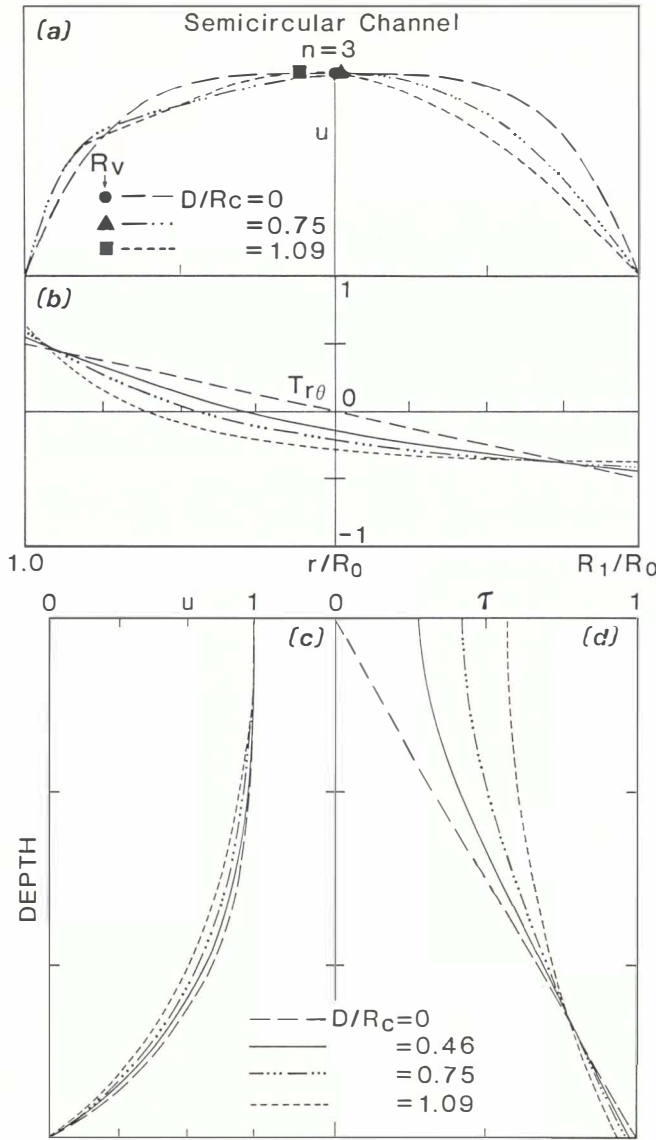 (a)
Semicircular Channel
n=3
u
Rv
D/Rc=0
=0.75
=1.09
(b)
1
Trθ
0
-1
1.0
r/R0
R1/R0
0
u
1
0
τ
1
(c)
(d)
DEPTH
D/Rc=0
=0.46
=0.75
=1.09